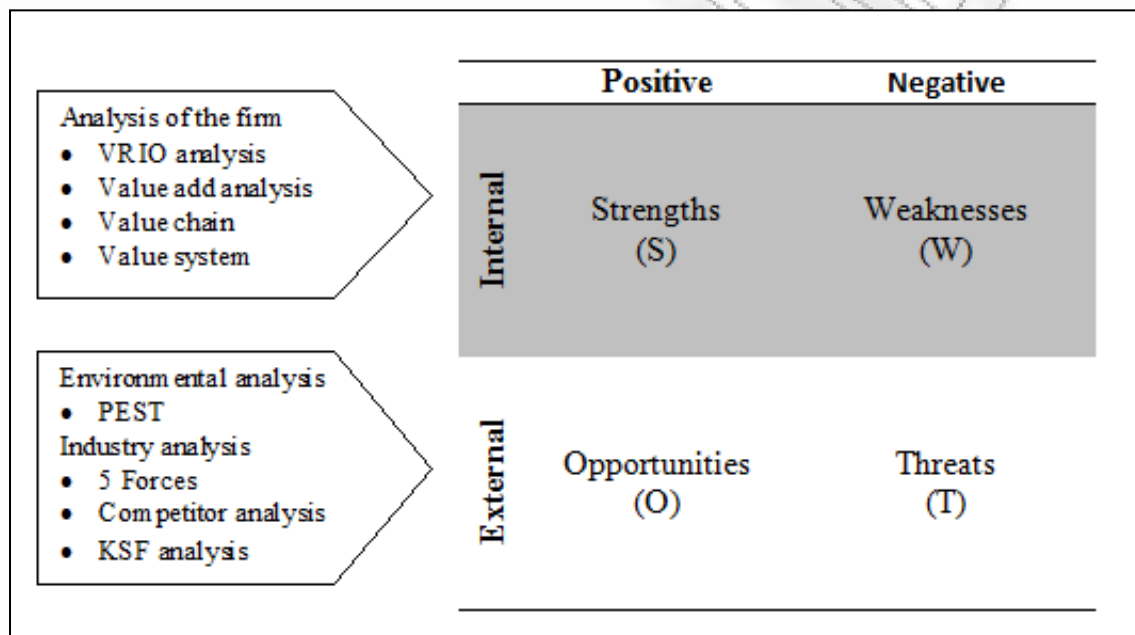 Analysis of the firm
• VRIO analysis
• Value add analysis
• Value chain
• Value system
Environmental analysis
• PEST
Industry analysis
• 5 Forces
• Competitor analysis
• KSF analysis
Positive Negative
Internal
Strengths
(S)
Weaknesses
(W)
External
Opportunities
(O)
Threats
(T)